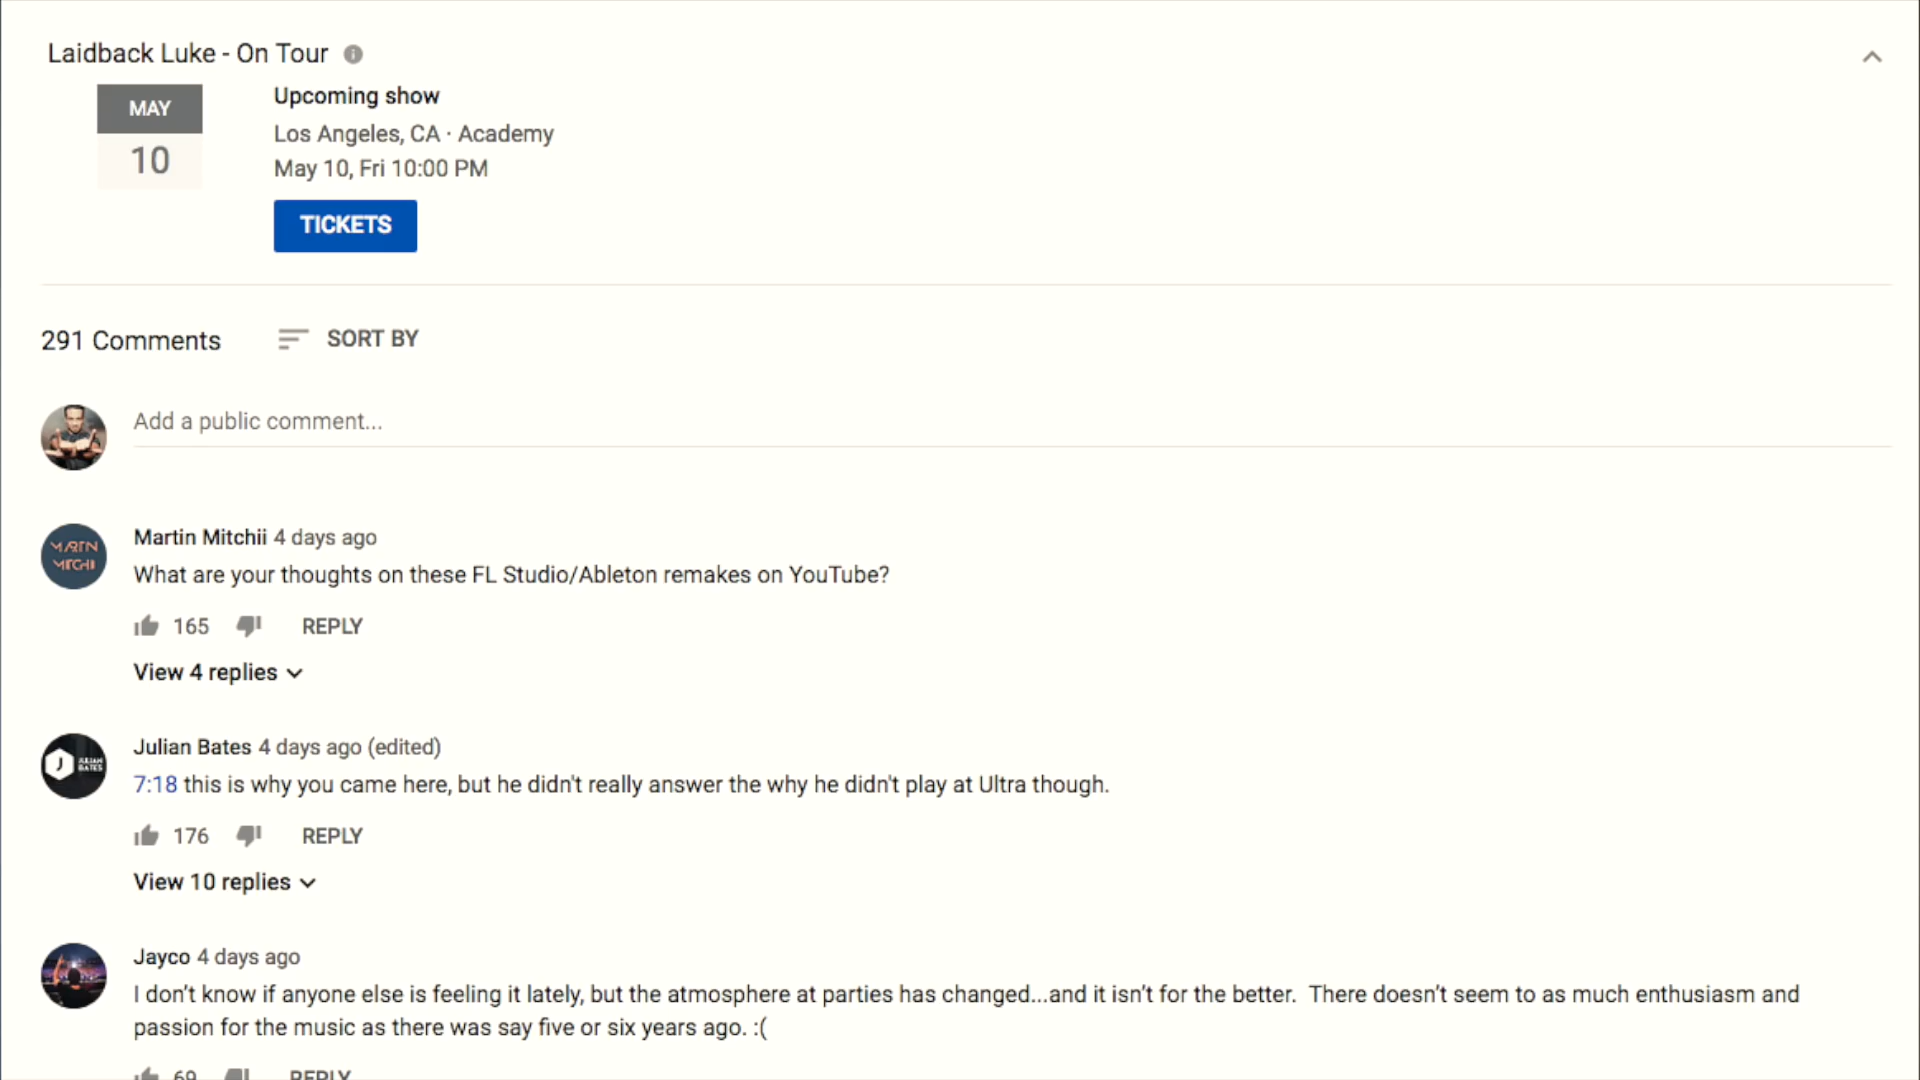 Laidback Luke - On Tour
MAY
10
Upcoming show
Los Angeles, CA · Academy
May 10, Fri 10:00 PM
TICKETS
291 Comments
SORT BY
Add a public comment...
MARTIN
MITCHII
Martin Mitchii 4 days ago
What are your thoughts on these FL Studio/Ableton remakes on YouTube?
165
REPLY
View 4 replies
J
JULIAN
BATES
Julian Bates 4 days ago (edited)
7:18 this is why you came here, but he didn't really answer the why he didn't play at Ultra though.
176
REPLY
View 10 replies
Jayco 4 days ago
I don’t know if anyone else is feeling it lately, but the atmosphere at parties has changed...and it isn’t for the better.  There doesn’t seem to as much enthusiasm and
passion for the music as there was say five or six years ago. :(
69
REPLY